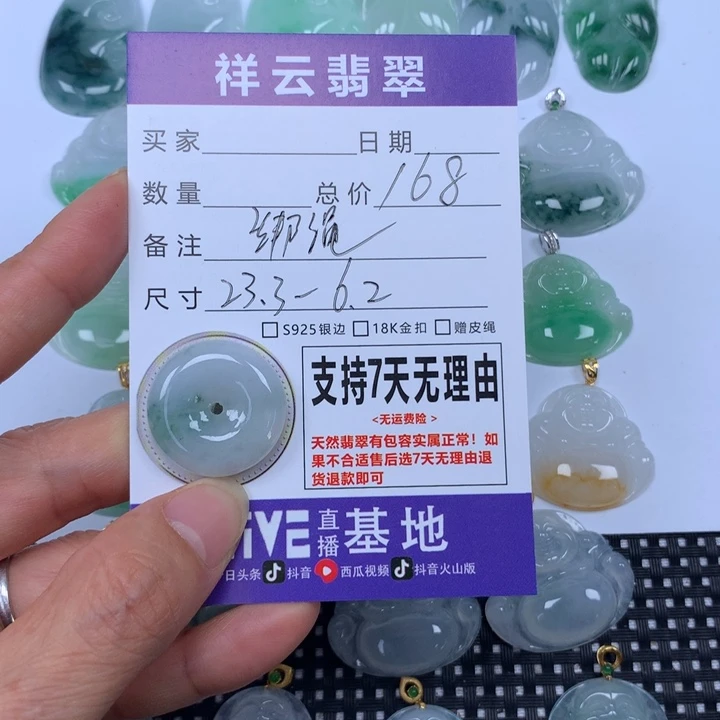 祥云翡翠
买家 日期
数量 总价 168
备注 绑绳
尺寸 23.3-6.2
S925银边 18K金扣 赠皮绳
支持7天无理由
<无运费险>
天然翡翠有包容实属正常！如
果不合适售后选7天无理由退
货退款即可
直播基地
日头条 抖音 西瓜视频 抖音火山版